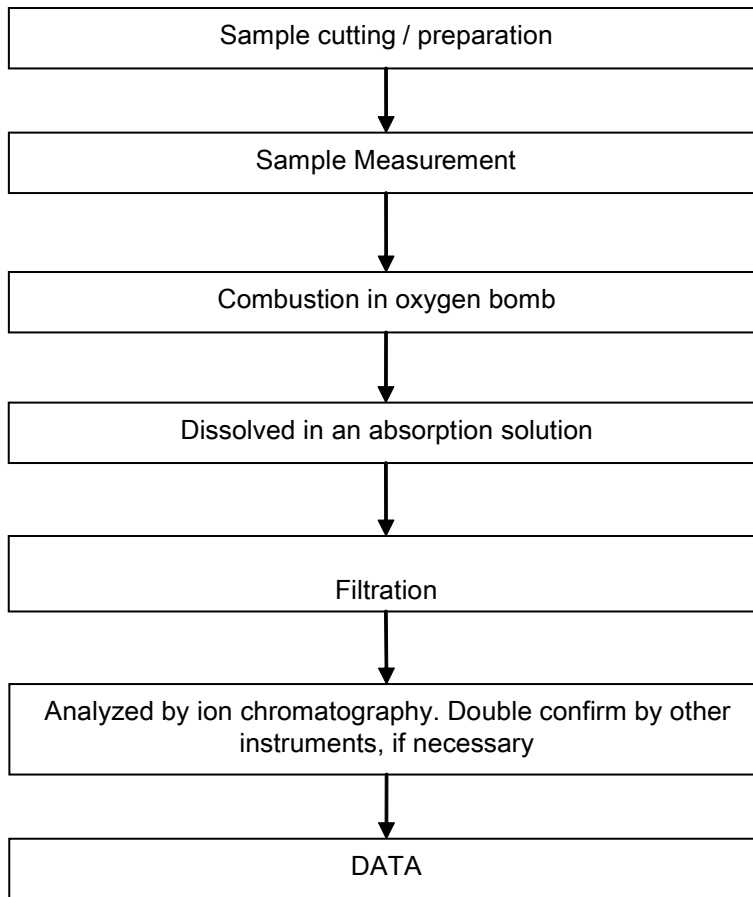 Sample cutting / preparation
Sample Measurement
Combustion in oxygen bomb
Dissolved in an absorption solution
Filtration
Analyzed by ion chromatography. Double confirm by other
instruments, if necessary
DATA